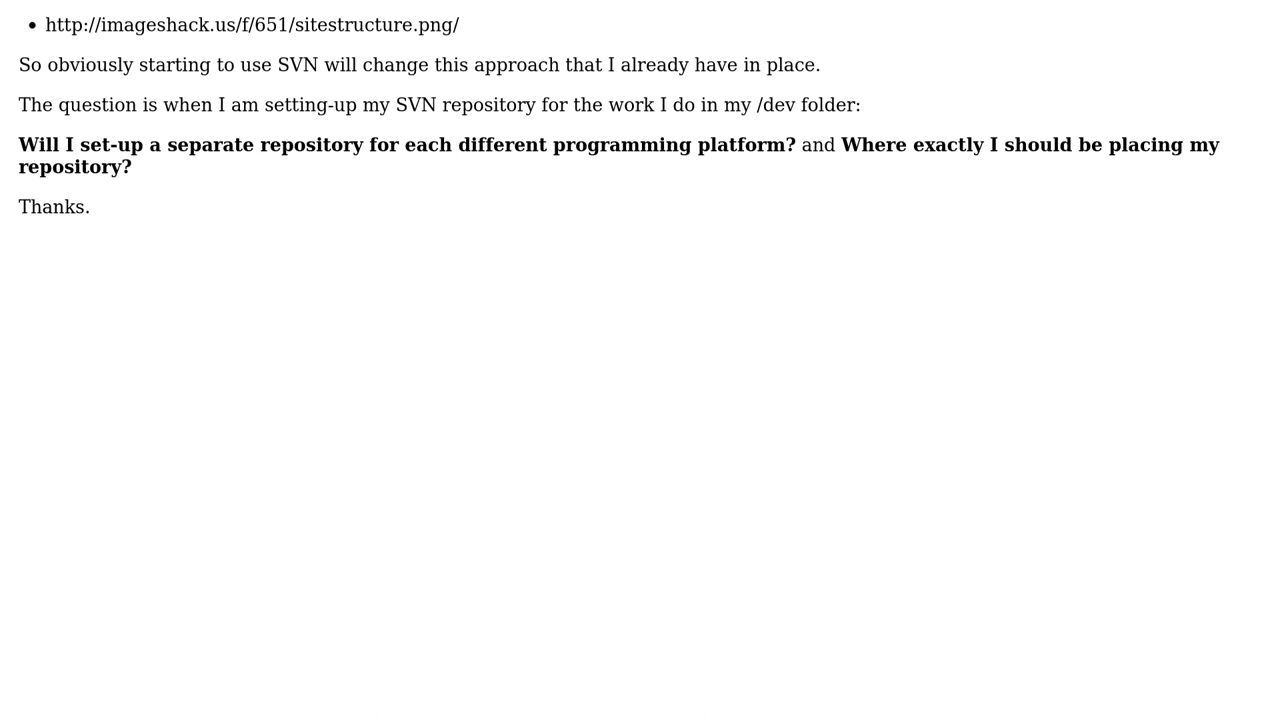 http://imageshack.us/f/651/sitestructure.png/
So obviously starting to use SVN will change this approach that I already have in place.
The question is when I am setting-up my SVN repository for the work I do in my /dev folder:
Will I set-up a separate repository for each different programming platform? and Where exactly I should be placing my
repository?
Thanks.